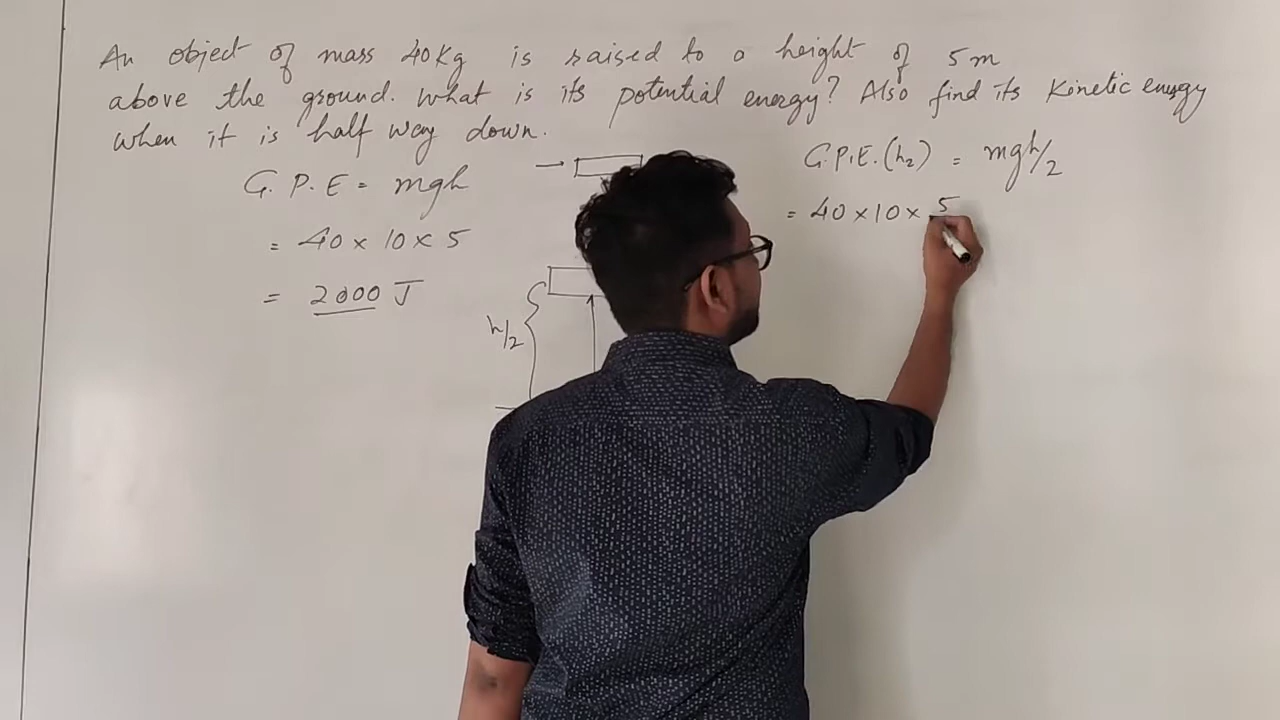 An object of mass 40Kg is raised to a height of 5m
above the ground. What is its potential energy? Also find its Kinetic energy
when it is half way down.
G.P.E = mgh
= 40 × 10 × 5
= 2000 J
h/2
G.P.E.(h₂) = mgh/2
= 40 × 10 × 5